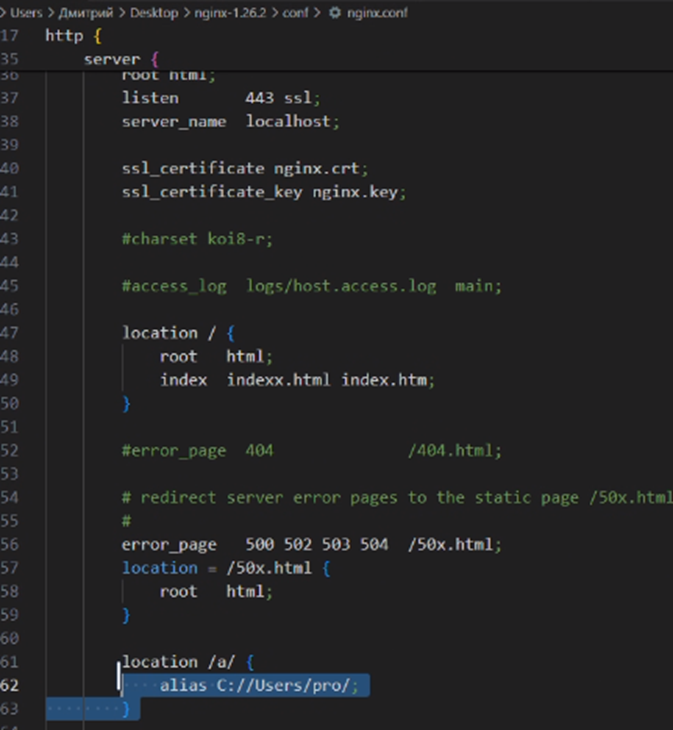 Users > Дмитрий > Desktop > nginx-1.26.2 > conf > nginx.conf
17 http {
35 server {
36 root html;
37 listen 443 ssl;
38 server_name localhost;
39
40 ssl_certificate nginx.crt;
41 ssl_certificate_key nginx.key;
42
43 #charset koi8-r;
44
45 #access_log logs/host.access.log main;
46
47 location / {
48 root html;
49 index indexx.html index.htm;
50 }
51
52 #error_page 404 /404.html;
53
54 # redirect server error pages to the static page /50x.html
55 #
56 error_page 500 502 503 504 /50x.html;
57 location = /50x.html {
58 root html;
59 }
60
61 location /a/ {
62 alias C://Users/pro/;
63 }